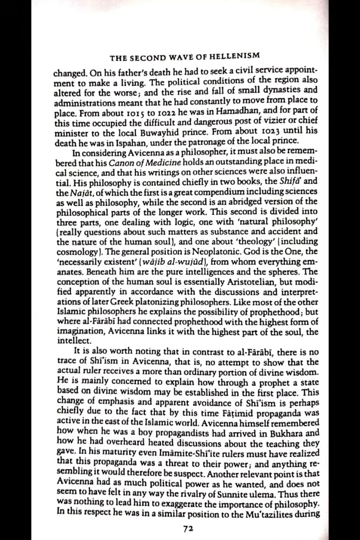 THE SECOND WAVE OF HELLENISM
changed. On his father's death he had to seek a civil service appoint-
ment to make a living. The political conditions of the region also
altered for the worse; and the rise and fall of small dynasties and
administrations meant that he had constantly to move from place to
place. From about 1015 to 1022 he was in Hamadhan, and for part of
this time occupied the difficult and dangerous post of vizier or chief
minister to the local Buwayhid prince. From about 1023 until his
death he was in Ispahan, under the patronage of the local prince.
In considering Avicenna as a philosopher, it must also be remem-
bered that his Canon of Medicine holds an outstanding place in medi-
cal science, and that his writings on other sciences were also influen-
tial. His philosophy is contained chiefly in two books, the Shifā' and
the Najāt, of which the first is a great compendium including sciences
as well as philosophy, while the second is an abridged version of the
philosophical parts of the longer work. This second is divided into
three parts, one dealing with logic, one with 'natural philosophy'
(really questions about such matters as substance and accident and
the nature of the human soul), and one about 'theology' (including
cosmology). The general position is Neoplatonic. God is the One, the
'necessarily existent' (wājib al-wujūd), from whom everything em-
anates. Beneath him are the pure intelligences and the spheres. The
conception of the human soul is essentially Aristotelian, but modi-
fied apparently in accordance with the discussions and interpret-
ations of later Greek platonizing philosophers. Like most of the other
Islamic philosophers he explains the possibility of prophethood; but
where al-Fārābī had connected prophethood with the highest form of
imagination, Avicenna links it with the highest part of the soul, the
intellect.
It is also worth noting that in contrast to al-Fārābī, there is no
trace of Shī'ism in Avicenna, that is, no attempt to show that the
actual ruler receives a more than ordinary portion of divine wisdom.
He is mainly concerned to explain how through a prophet a state
based on divine wisdom may be established in the first place. This
change of emphasis and apparent avoidance of Shī'ism is perhaps
chiefly due to the fact that by this time Fāṭimid propaganda was
active in the east of the Islamic world. Avicenna himself remembered
how when he was a boy propagandists had arrived in Bukhara and
how he had overheard heated discussions about the teaching they
gave. In his maturity even Imāmite-Shī'ite rulers must have realized
that this propaganda was a threat to their power; and anything re-
sembling it would therefore be suspect. Another relevant point is that
Avicenna had as much political power as he wanted, and does not
seem to have felt in any way the rivalry of Sunnite ulema. Thus there
was nothing to lead him to exaggerate the importance of philosophy.
In this respect he was in a similar position to the Mu'tazilites during
72